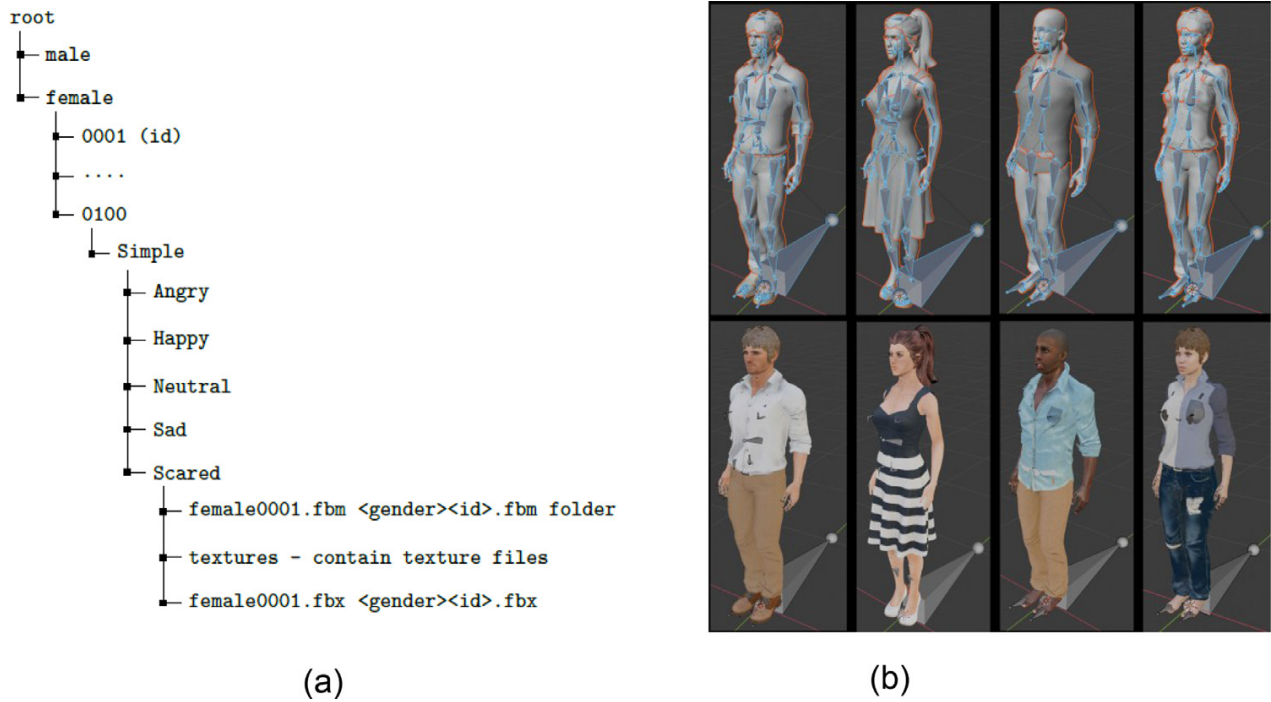 root
male
female
0001 (id)
....
0100
Simple
Angry
Happy
Neutral
Sad
Scared
female0001.fbm <gender><id>.fbm folder
textures - contain texture files
female0001.fbx <gender><id>.fbx
(a)
(b)